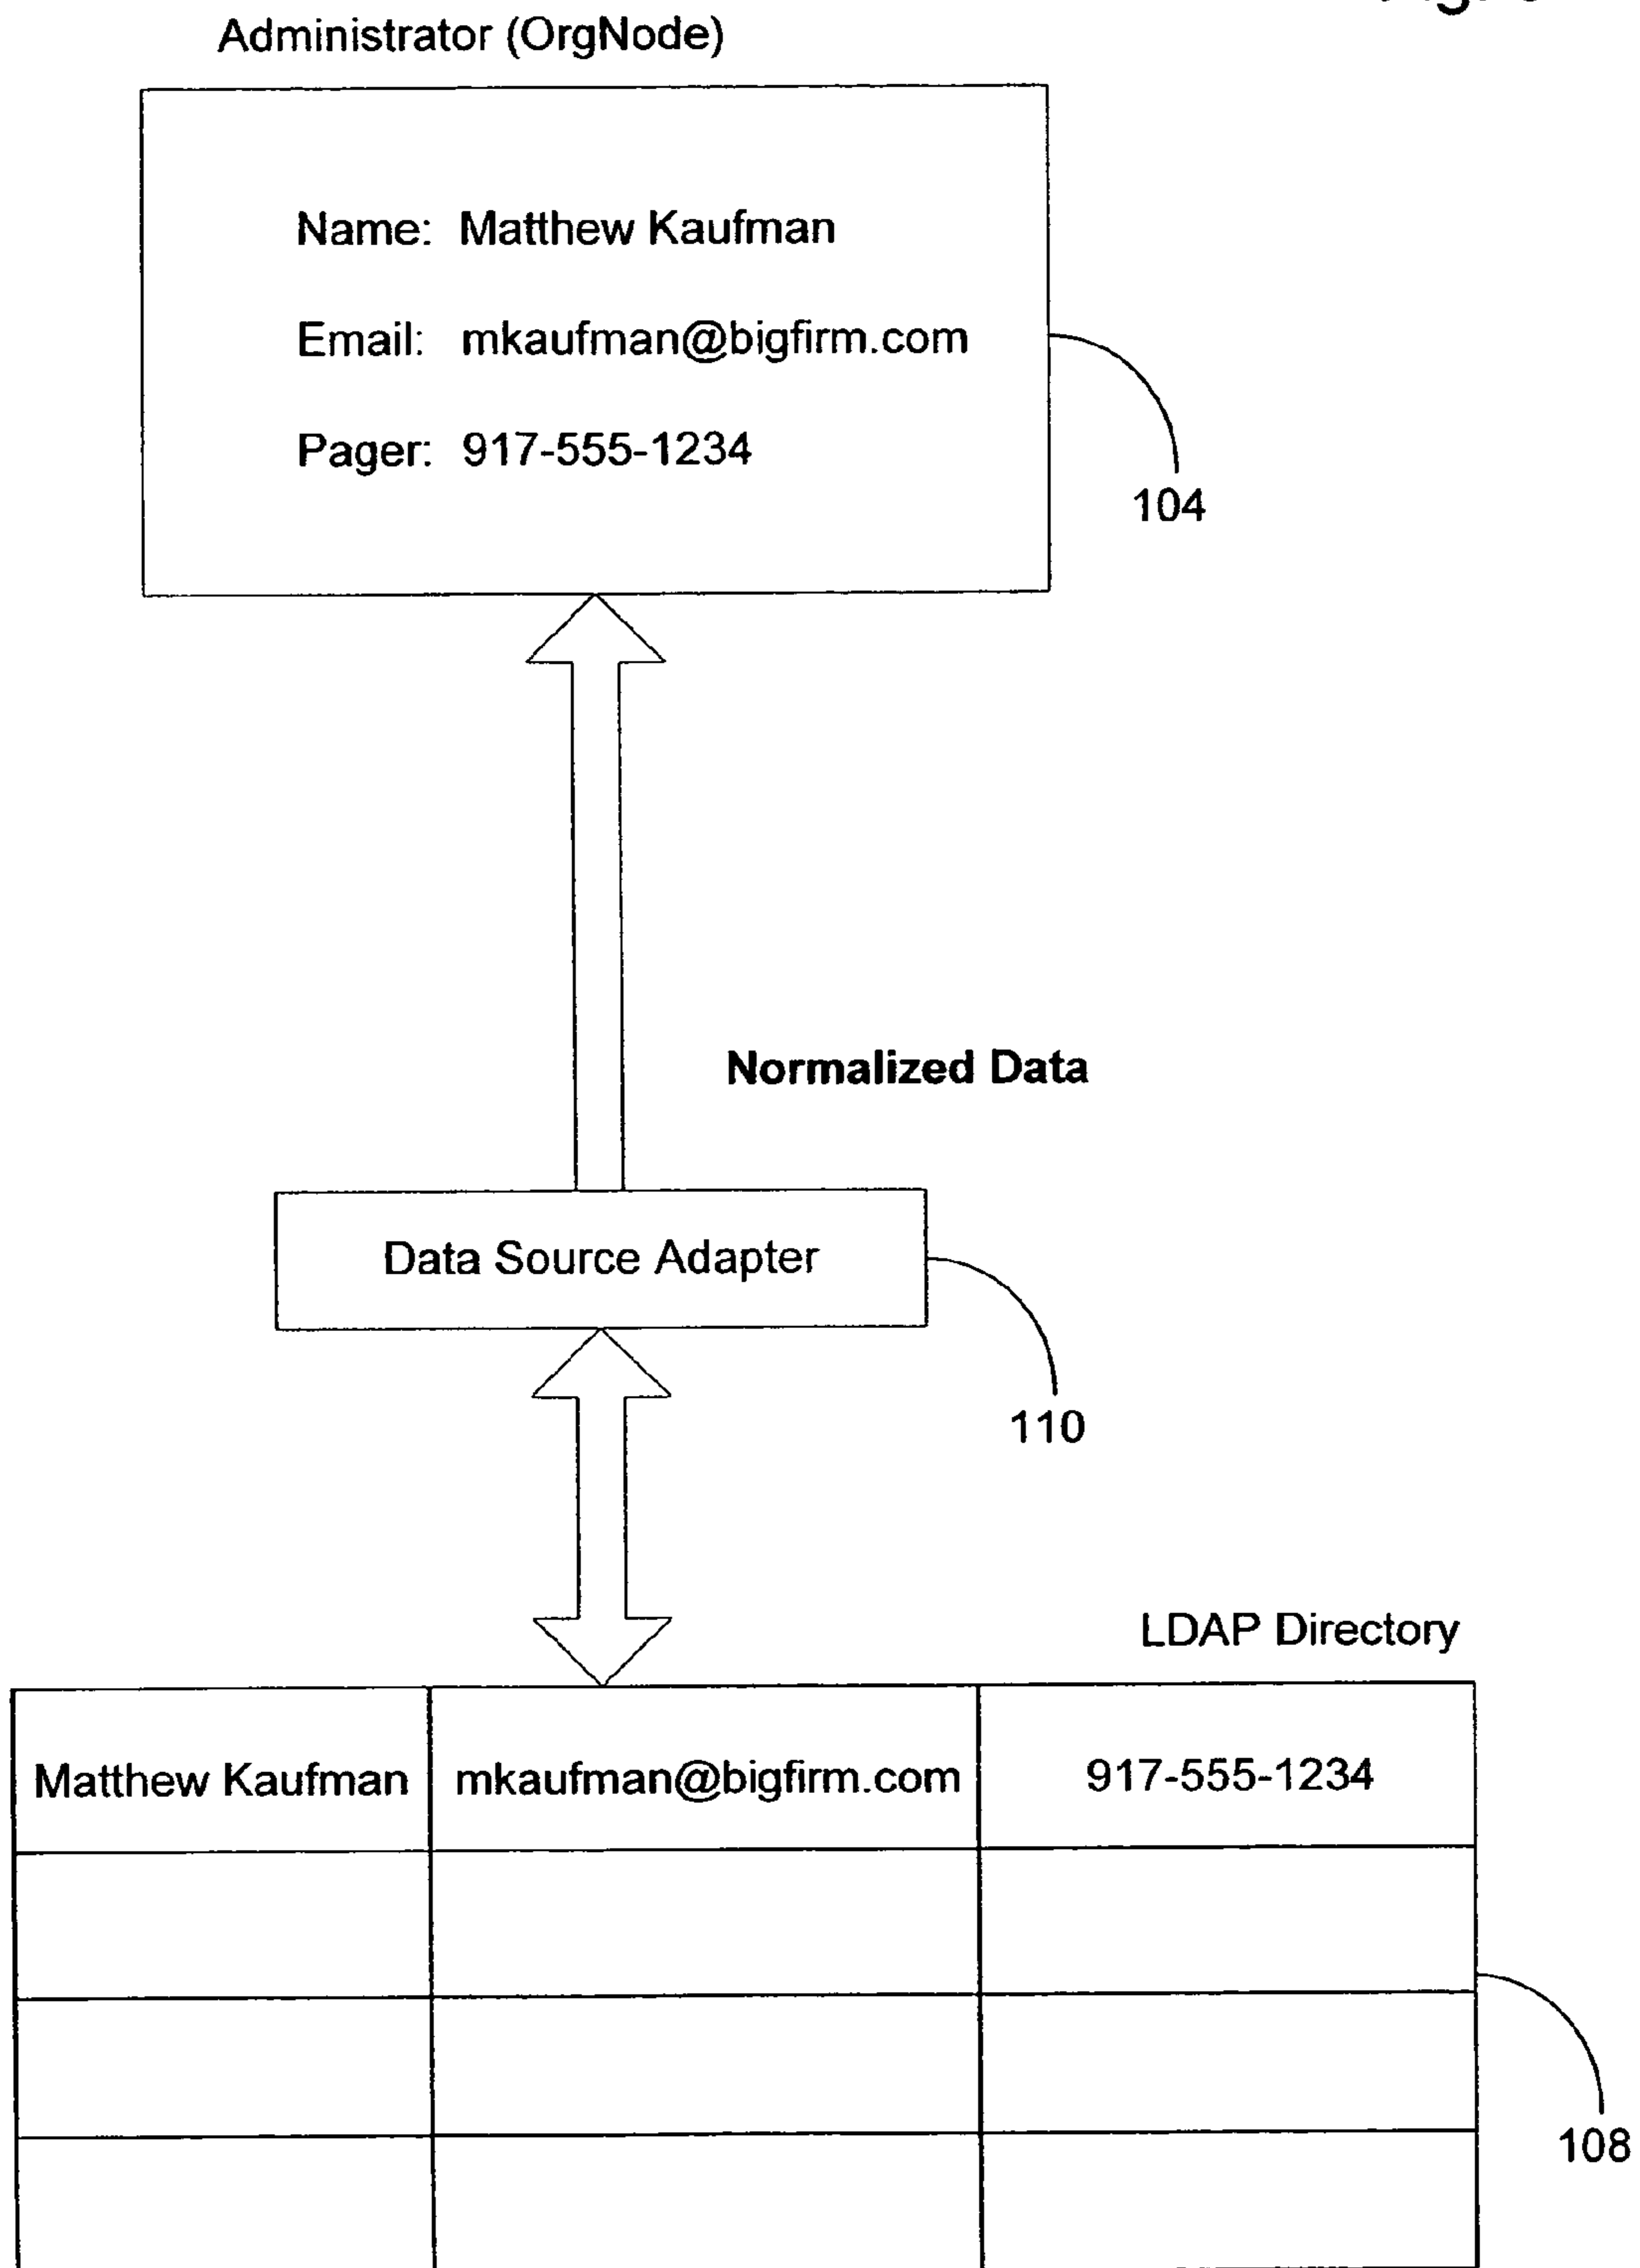 Administrator (OrgNode)
Name: Matthew Kaufman
Email: mkaufman@bigfirm.com
Pager: 917-555-1234
104
Normalized Data
Data Source Adapter
110
LDAP Directory
Matthew Kaufman mkaufman@bigfirm.com 917-555-1234
108